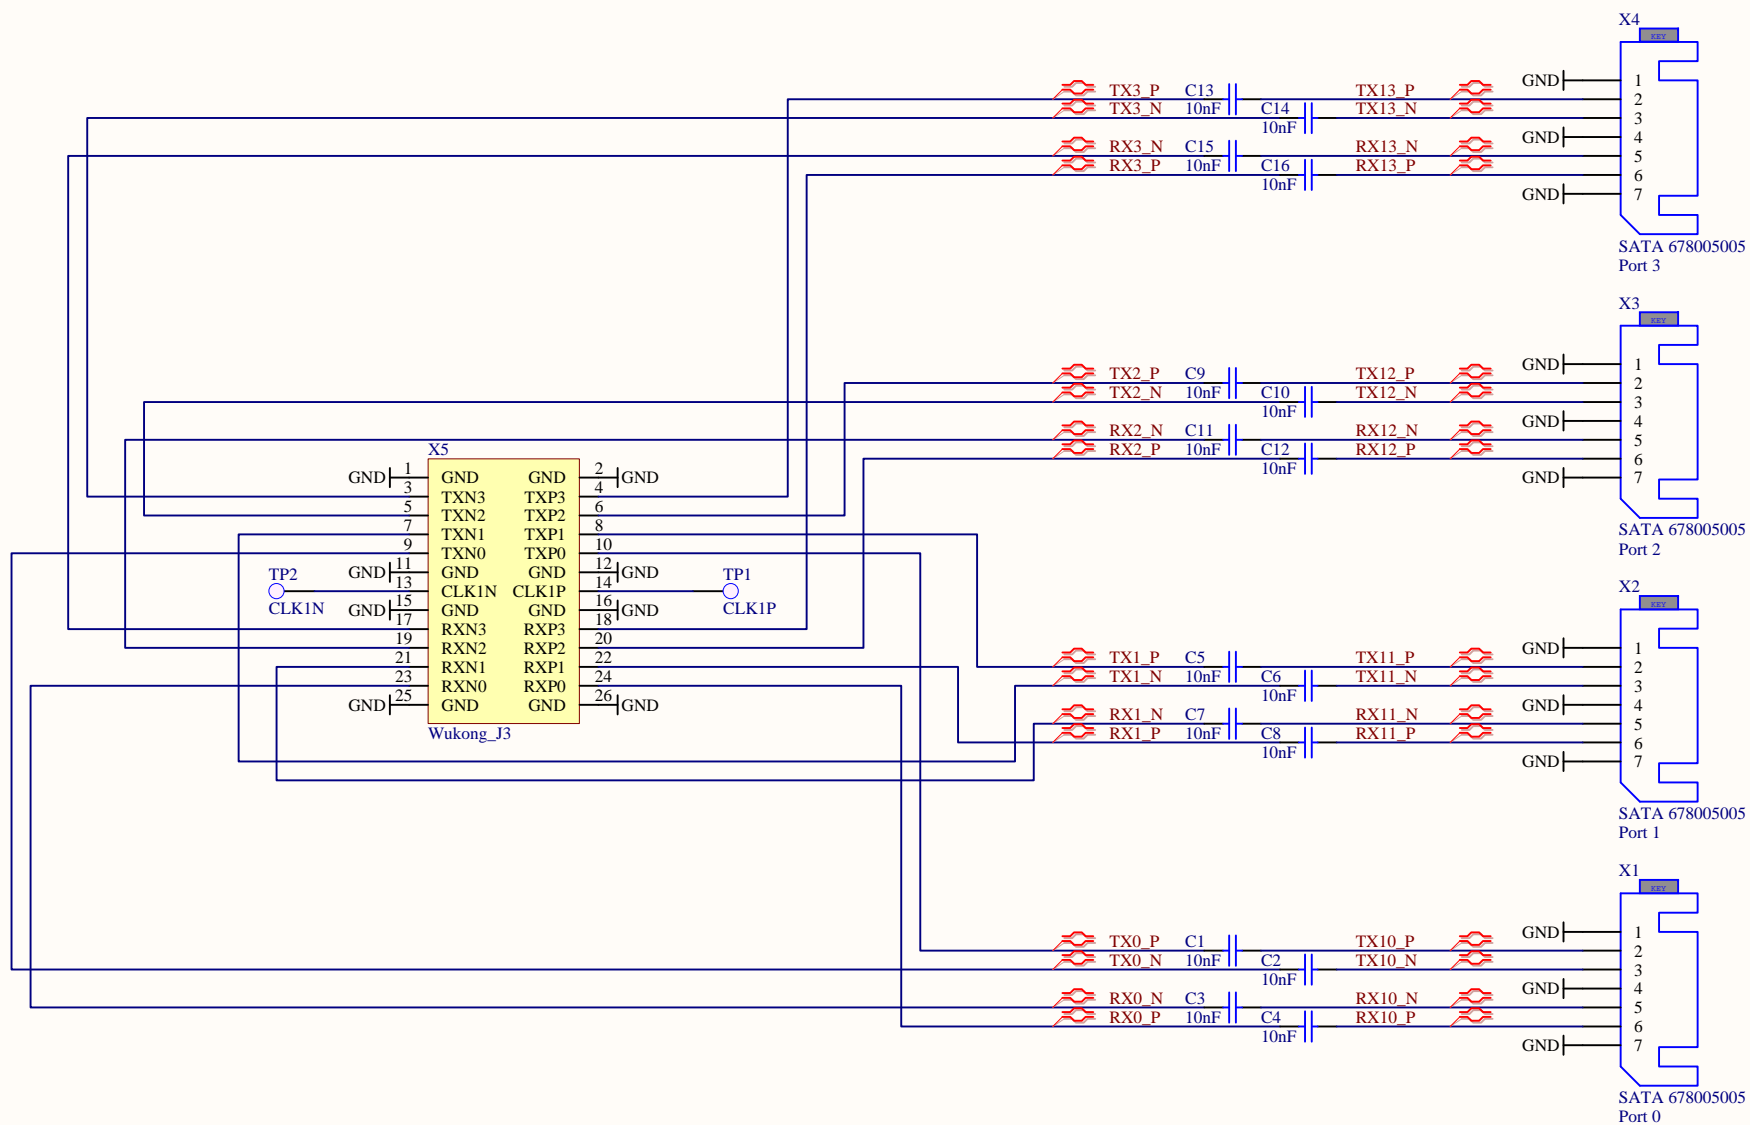 X4
KEY
GND 1
TX3_P C13 TX13_P 2
TX3_N 10nF C14 TX13_N 3
10nF GND 4
RX3_N C15 RX13_N 5
RX3_P 10nF C16 RX13_P 6
10nF GND 7
SATA 678005005
Port 3
X3
KEY
GND 1
TX2_P C9 TX12_P 2
TX2_N 10nF C10 TX12_N 3
10nF GND 4
RX2_N C11 RX12_N 5
RX2_P 10nF C12 RX12_P 6
10nF GND 7
SATA 678005005
Port 2
X5
GND 1 GND GND 2 GND
3 TXN3 TXP3 4
5 TXN2 TXP2 6
7 TXN1 TXP1 8
9 TXN0 TXP0 10
GND 11 GND GND 12 GND
TP2 13 CLK1N CLK1P 14 TP1
CLK1N CLK1P
GND 15 GND GND 16 GND
17 RXN3 RXP3 18
19 RXN2 RXP2 20
21 RXN1 RXP1 22
23 RXN0 RXP0 24
GND 25 GND GND 26 GND
Wukong_J3
X2
KEY
GND 1
TX1_P C5 TX11_P 2
TX1_N 10nF C6 TX11_N 3
10nF GND 4
RX1_N C7 RX11_N 5
RX1_P 10nF C8 RX11_P 6
10nF GND 7
SATA 678005005
Port 1
X1
KEY
GND 1
TX0_P C1 TX10_P 2
TX0_N 10nF C2 TX10_N 3
10nF GND 4
RX0_N C3 RX10_N 5
RX0_P 10nF C4 RX10_P 6
10nF GND 7
SATA 678005005
Port 0